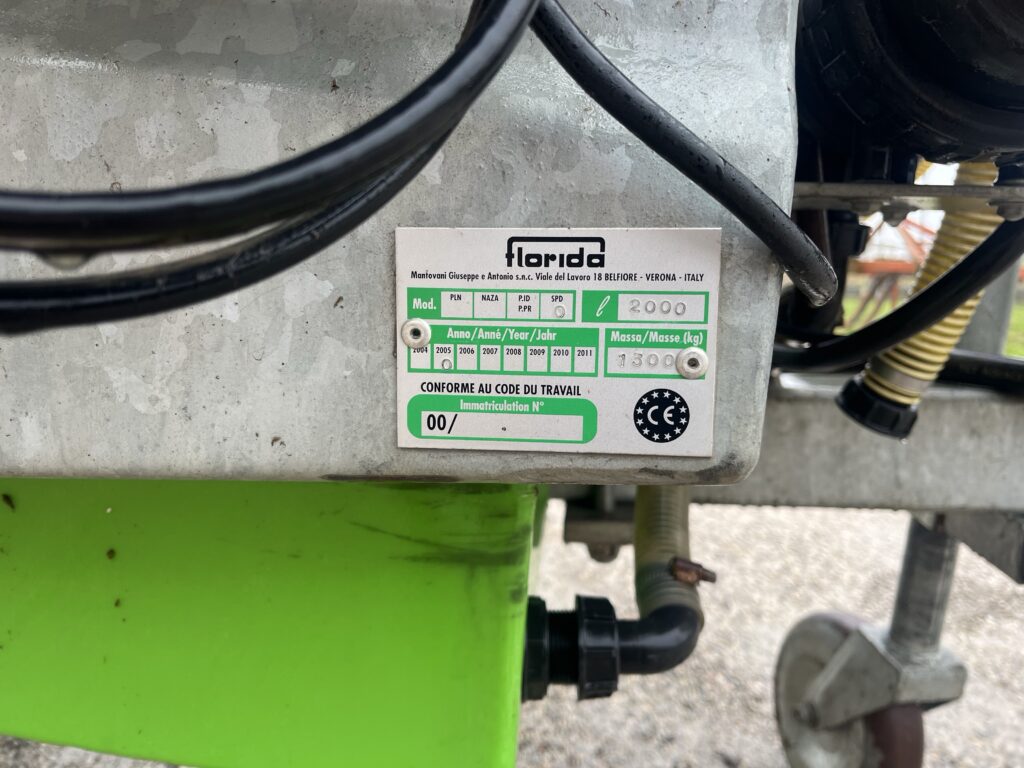 florida
Mantovani Giuseppe e Antonio s.n.c. Viale del Lavoro 18 BELFIORE - VERONA - ITALY
Mod. PLN NAZA P.ID P.PR SPD O l 2000
Anno/Anné/Year/Jahr Massa/Masse (kg)
2004 2005 2006 2007 2008 2009 2010 2011 1300
O
CONFORME AU CODE DU TRAVAIL
Immatriculation N°
00/ .
CE